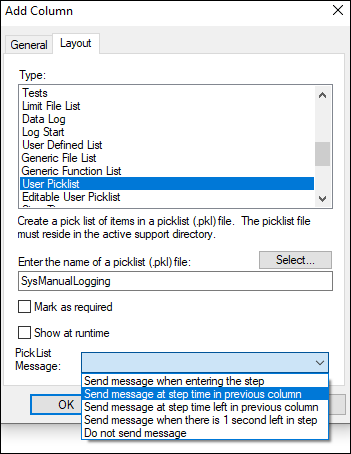 Add Column
General Layout
Type:
Tests
Limit File List
Data Log
Log Start
User Defined List
Generic File List
Generic Function List
User Picklist
Editable User Picklist
Create a pick list of items in a picklist (.pkl) file. The picklist file
must reside in the active support directory.
Enter the name of a picklist (.pkl) file: Select...
SysManualLogging
Mark as required
Show at runtime
PickList
Message:
Send message when entering the step
Send message at step time in previous column
Send message at step time left in previous column
Send message when there is 1 second left in step
Do not send message
OK